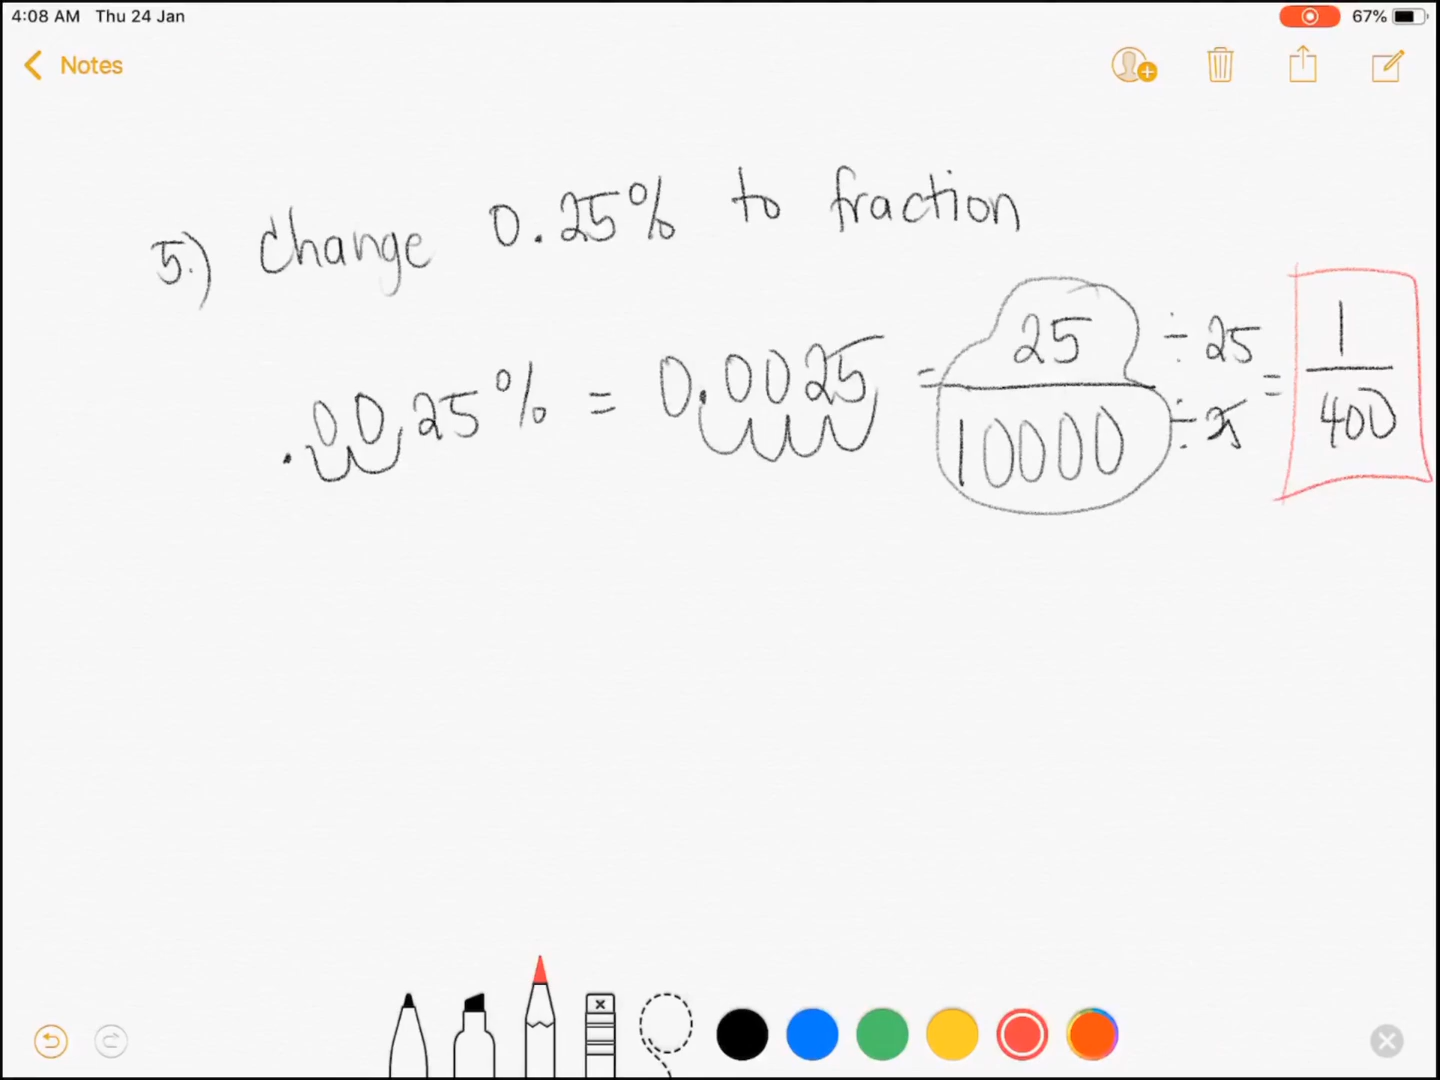 4:08 AM Thu 24 Jan 67%
Notes
5.) Change 0.25% to fraction
.00.25% = 0.0025 = 25/10000 ÷ 25/÷ 25 = 1/400